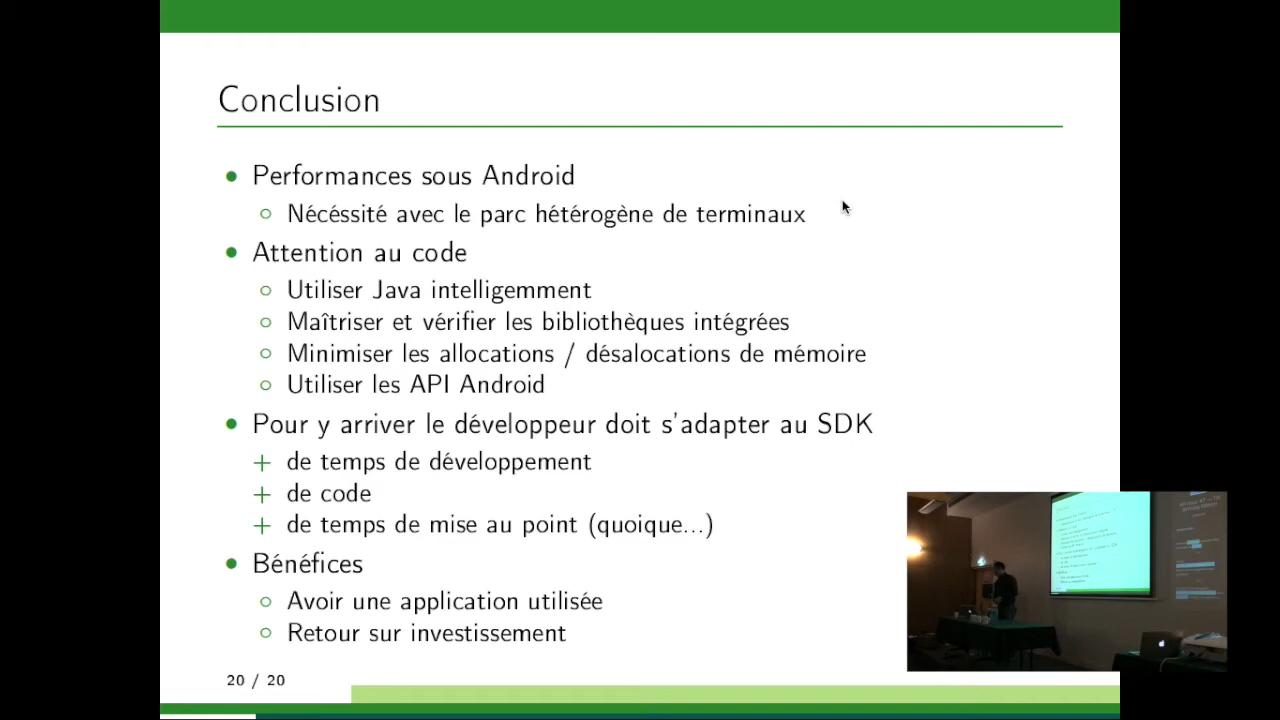 Conclusion
Performances sous Android
Nécéssité avec le parc hétérogène de terminaux
Attention au code
Utiliser Java intelligemment
Maîtriser et vérifier les bibliothèques intégrées
Minimiser les allocations / désalocations de mémoire
Utiliser les API Android
Pour y arriver le développeur doit s'adapter au SDK
+ de temps de développement
+ de code
+ de temps de mise au point (quoique...)
Bénéfices
Avoir une application utilisée
Retour sur investissement
20 / 20